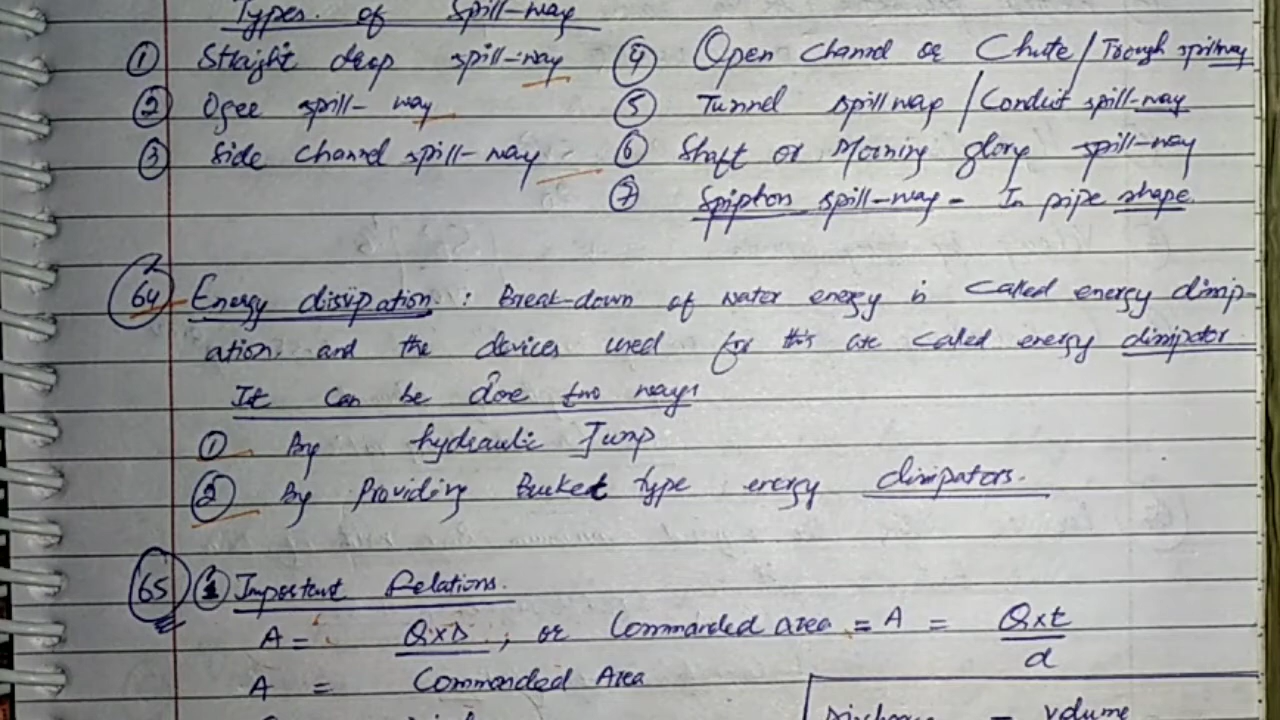 Types of Spill-way
① Straight drop spill-way
② Ogee spill-way
③ Side channel spill-way
④ Open channel or Chute/Trough spillway
⑤ Tunnel spillway/Conduit spill-way
⑥ Shaft or Morning glory spill-way
⑦ Spipton spill-way - In pipe shape.
64 Energy dissipation : Break-down of water energy is called energy dissip-
ation. and the devices used for this are called energy dissipator.
It can be done two ways
① By hydraulic Jump
② By Providing Bucket type energy dissipators.
65 1 Important Relations.
A = Q×D ; or Commanded area = A = Q×t
d
A = Commanded Area
Discharge = volume